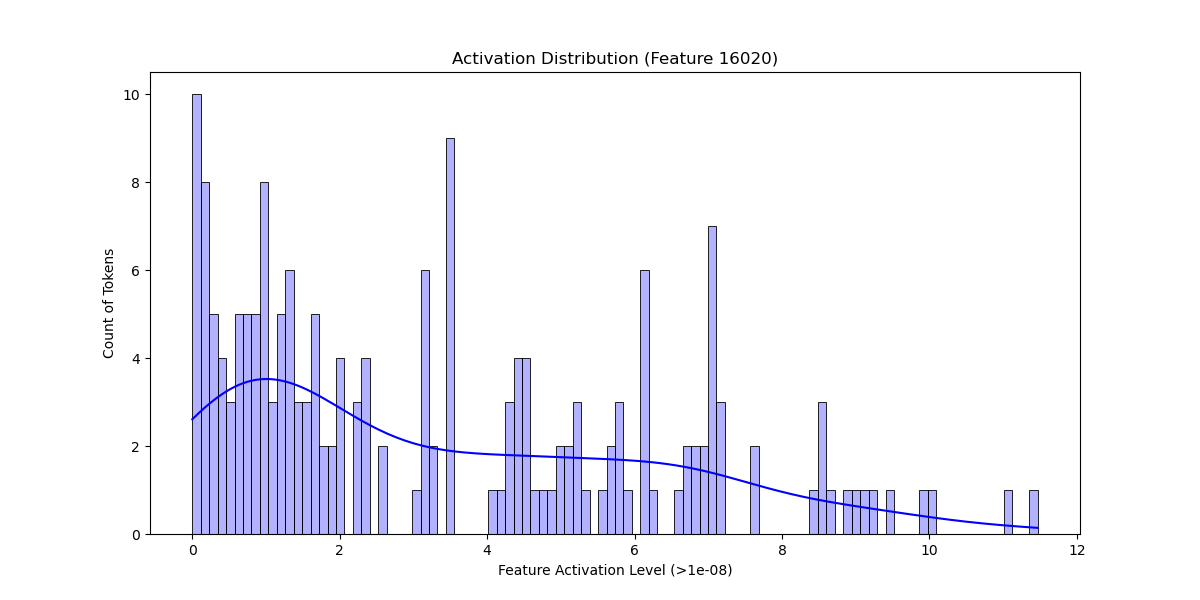 Activation Distribution (Feature 16020)
10
8
6
4
2
0
Count of Tokens
0 2 4 6 8 10 12
Feature Activation Level (>1e-08)